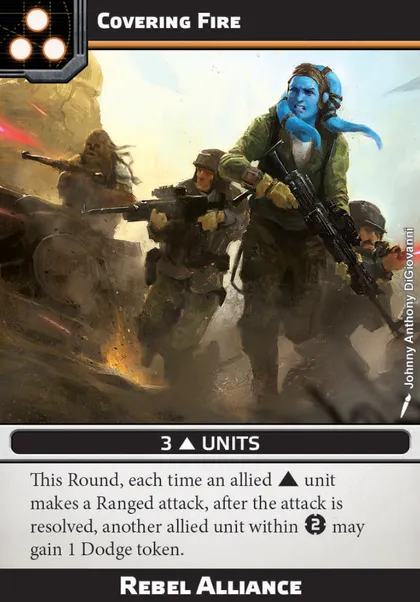 Covering Fire
Johnny Anthony DiGiovanni
3 ▲ UNITS
This Round, each time an allied ▲ unit
makes a Ranged attack, after the attack is
resolved, another allied unit within 2 may
gain 1 Dodge token.
Rebel Alliance